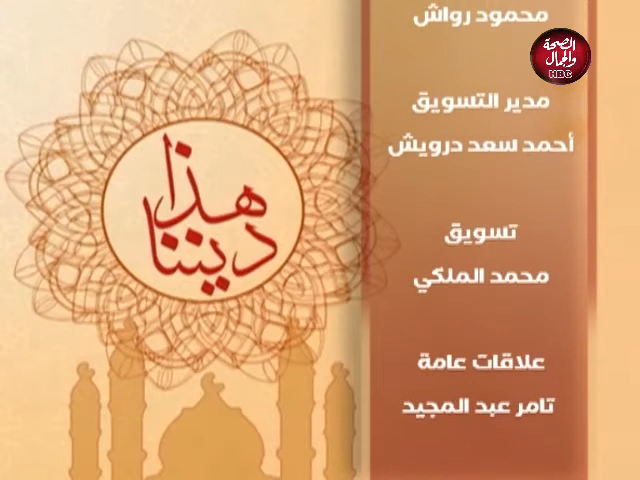 محمود رواش
الصحة
والجمال
HBC
مدير التسويق
أحمد سعد درويش
هذا
ديننا
تسويق
محمد الملكي
علاقات عامة
تامر عبد المجيد